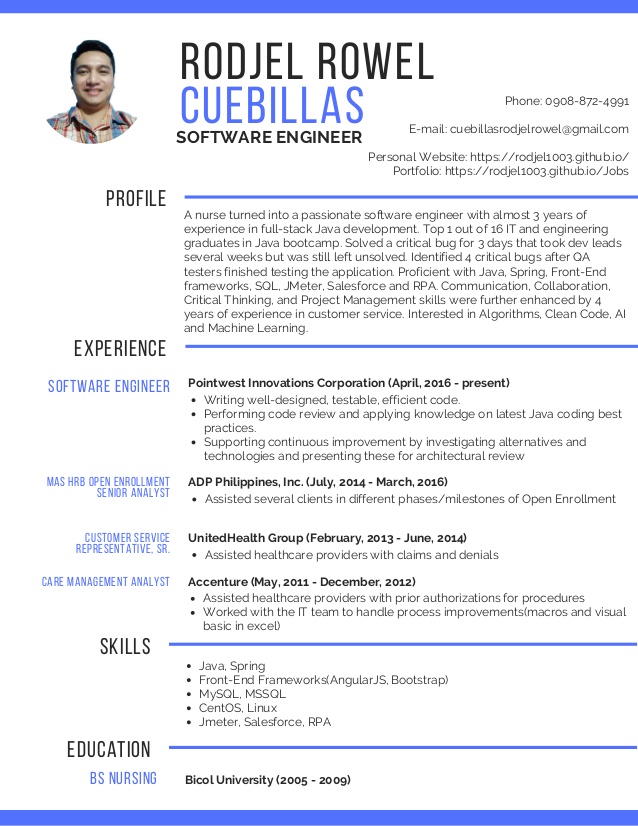 RODJEL ROWEL
CUEBILLAS
SOFTWARE ENGINEER
Phone: 0908-872-4991
E-mail: cuebillasrodjelrowel@gmail.com
Personal Website: https://rodjel1003.github.io/
Portfolio: https://rodjel1003.github.io/Jobs
PROFILE
A nurse turned into a passionate software engineer with almost 3 years of
experience in full-stack Java development. Top 1 out of 16 IT and engineering
graduates in Java bootcamp. Solved a critical bug for 3 days that took dev leads
several weeks but was still left unsolved. Identified 4 critical bugs after QA
testers finished testing the application. Proficient with Java, Spring, Front-End
frameworks, SQL, JMeter, Salesforce and RPA. Communication, Collaboration,
Critical Thinking, and Project Management skills were further enhanced by 4
years of experience in customer service. Interested in Algorithms, Clean Code, AI
and Machine Learning.
EXPERIENCE
SOFTWARE ENGINEER
Pointwest Innovations Corporation (April, 2016 - present)
• Writing well-designed, testable, efficient code.
• Performing code review and applying knowledge on latest Java coding best
practices.
• Supporting continuous improvement by investigating alternatives and
technologies and presenting these for architectural review
MAS HRB OPEN ENROLLMENT
SENIOR ANALYST
ADP Philippines, Inc. (July, 2014 - March, 2016)
• Assisted several clients in different phases/milestones of Open Enrollment
CUSTOMER SERVICE
REPRESENTATIVE, SR.
UnitedHealth Group (February, 2013 - June, 2014)
• Assisted healthcare providers with claims and denials
CARE MANAGEMENT ANALYST
Accenture (May, 2011 - December, 2012)
• Assisted healthcare providers with prior authorizations for procedures
• Worked with the IT team to handle process improvements(macros and visual
basic in excel)
SKILLS
• Java, Spring
• Front-End Frameworks(AngularJS, Bootstrap)
• MySQL, MSSQL
• CentOS, Linux
• Jmeter, Salesforce, RPA
EDUCATION
BS NURSING
Bicol University (2005 - 2009)